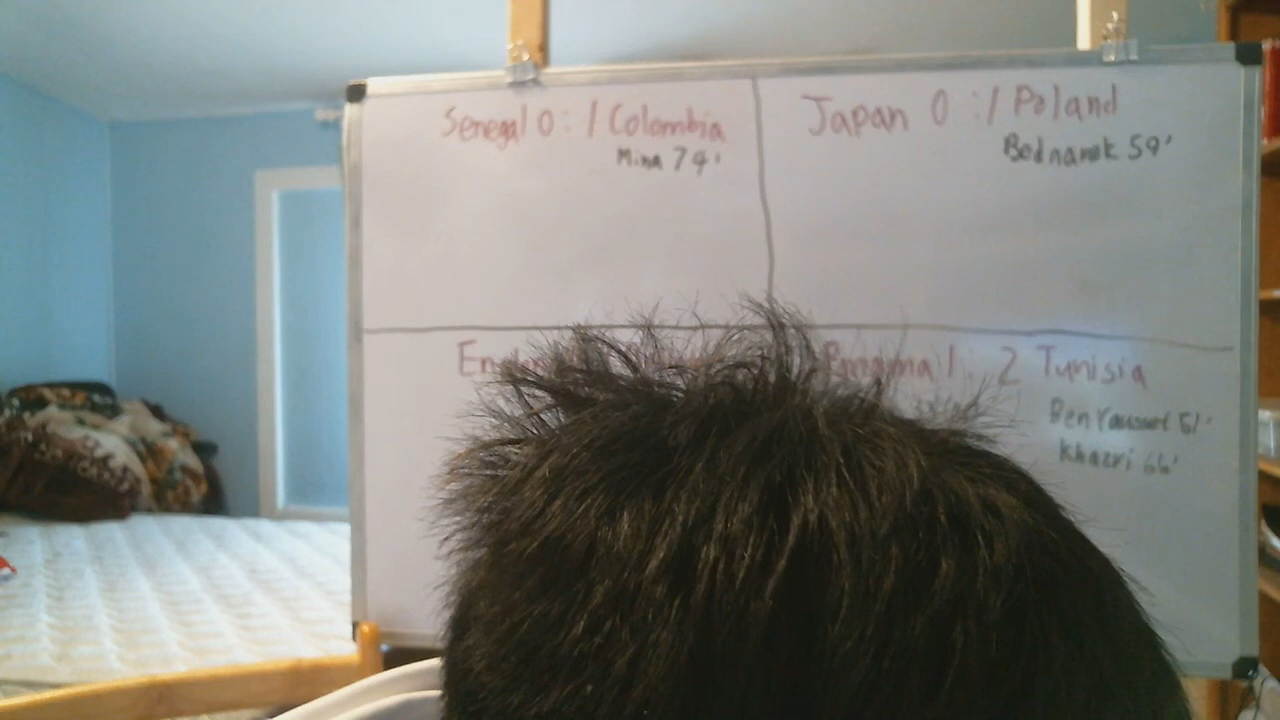 Senegal 0 : 1 Colombia
Mina 74'
Japan 0 : 1 Poland
Bednarek 59'
Panama 1 : 2 Tunisia
Ben Youssef 51'
Khazri 66'